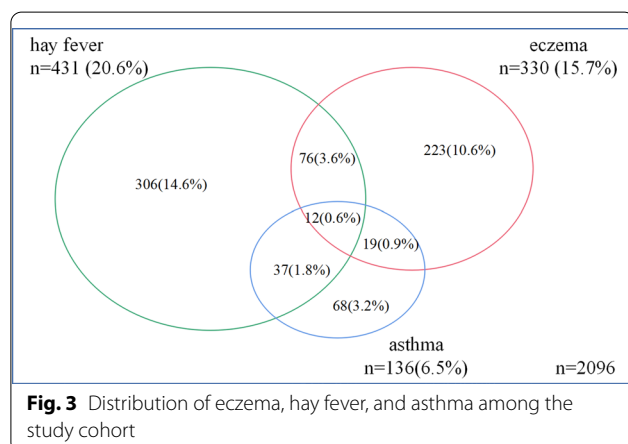 hay fever
n=431 (20.6%)
eczema
n=330 (15.7%)
76(3.6%)
223(10.6%)
306(14.6%)
12(0.6%)
19(0.9%)
37(1.8%)
68(3.2%)
asthma
n=136(6.5%)
n=2096
Fig. 3 Distribution of eczema, hay fever, and asthma among the
study cohort